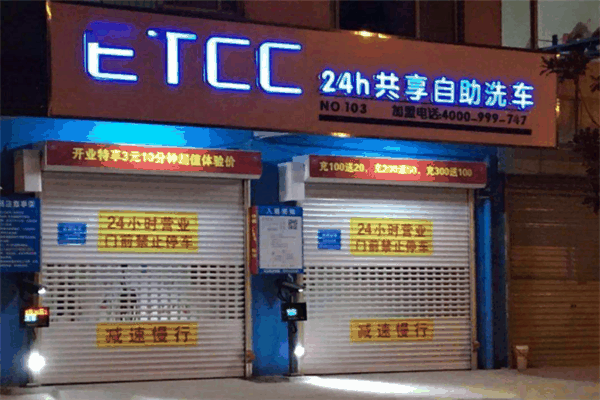 ETCC
24h共享自助洗车
NO.103 加盟电话:4000-999-747
开业特享3元10分钟超值体验价
充100送20，充200送50，充300送100
24小时营业
门前禁止停车
24小时营业
门前禁止停车
减速慢行
减速慢行